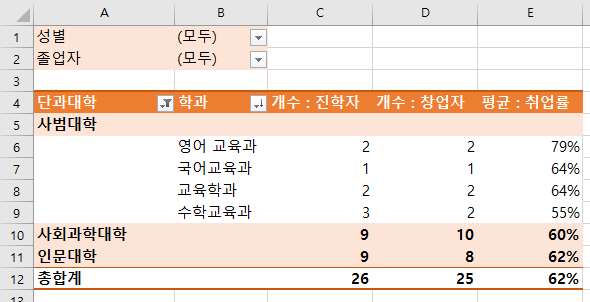 A B C D E
1 성별 (모두)
2 졸업자 (모두)
3
4 단과대학 학과 개수 : 진학자 개수 : 창업자 평균 : 취업률
5 사범대학
6 영어 교육과 2 2 79%
7 국어교육과 1 1 64%
8 교육학과 2 2 64%
9 수학교육과 3 2 55%
10 사회과학대학 9 10 60%
11 인문대학 9 8 62%
12 총합계 26 25 62%
13